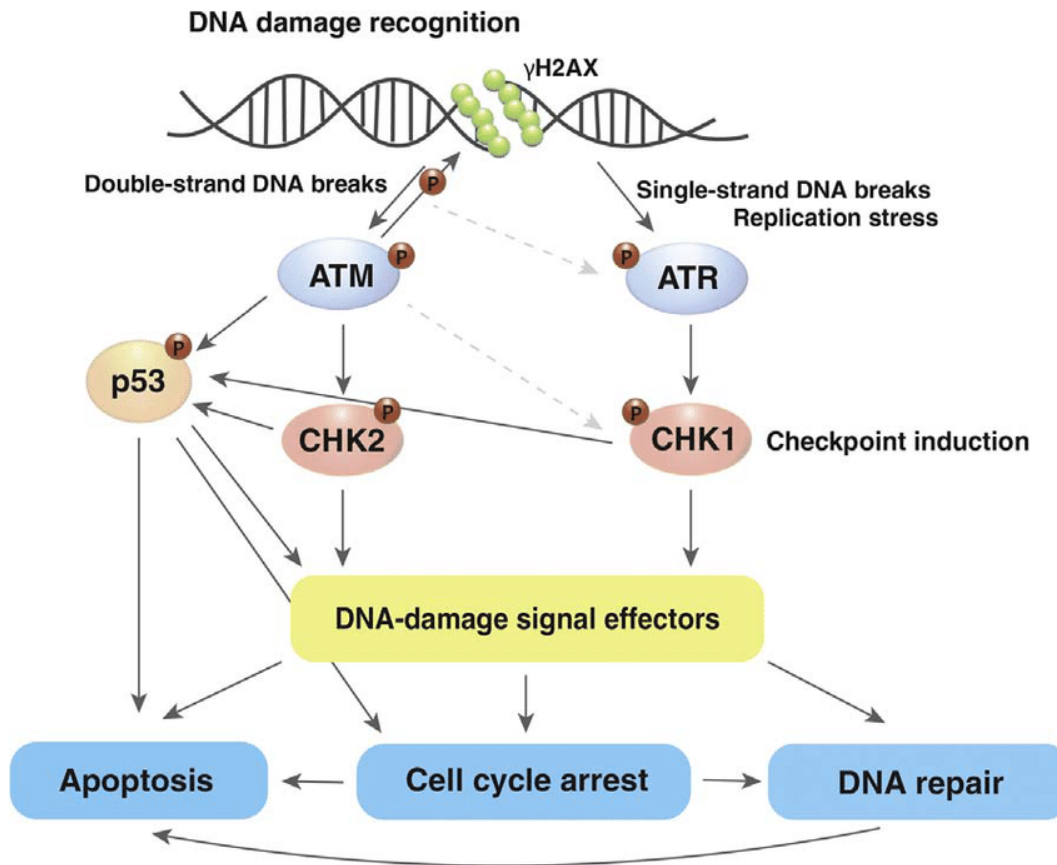 DNA damage recognition
γH2AX
Double-strand DNA breaks
P
Single-strand DNA breaks
Replication stress
P
ATM
P
ATR
P
p53
P
CHK2
P
CHK1
Checkpoint induction
DNA-damage signal effectors
Apoptosis
Cell cycle arrest
DNA repair